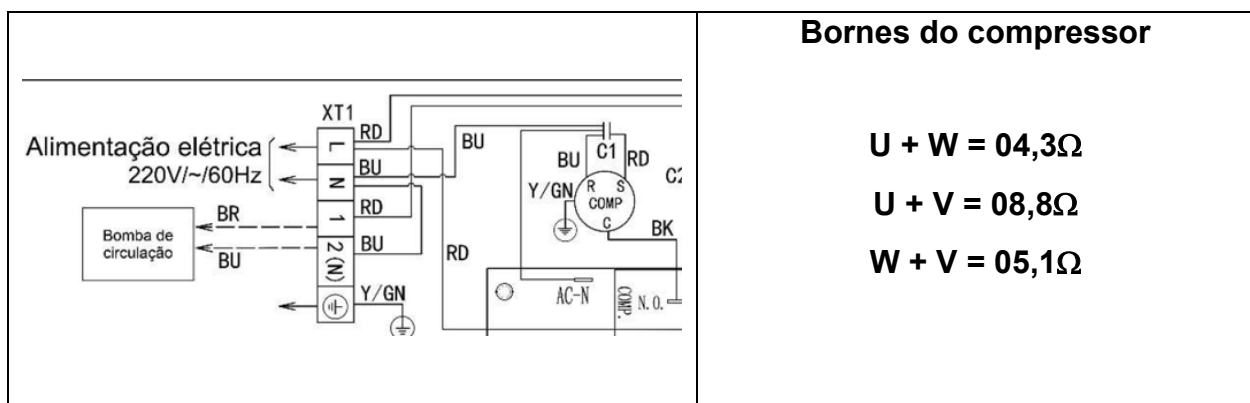 Bornes do compressor
XT1
Alimentação elétrica
220V/~/60Hz
L
RD
BU
N
BU
1
RD
2(N)
BU
RD
Y/GN
Bomba de
circulação
BR
BU
BU
C1
RD
C2
Y/GN
R S
COMP
C
BK
AC-N
COMP.
N.O.
U + W = 04,3Ω
U + V = 08,8Ω
W + V = 05,1Ω